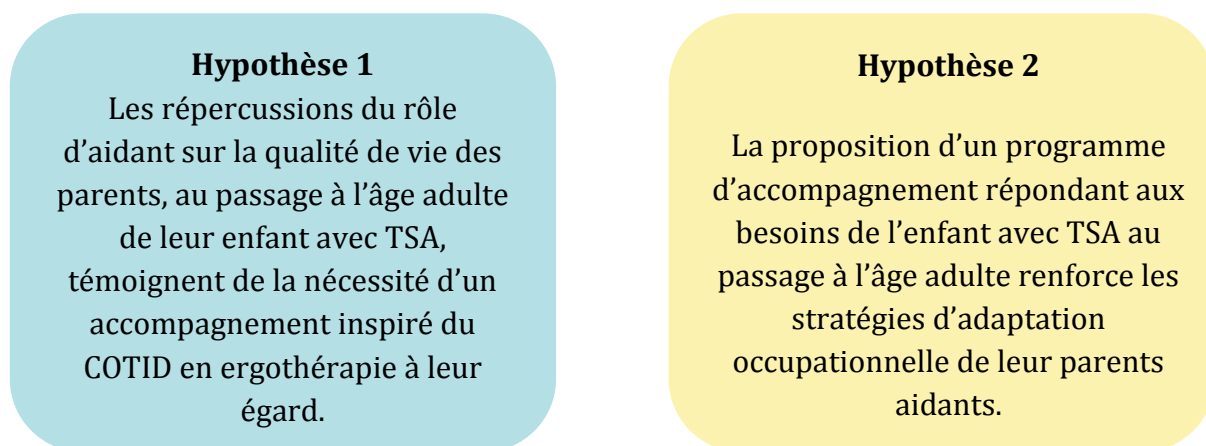 Hypothèse 1
Les répercussions du rôle
d’aidant sur la qualité de vie des
parents, au passage à l’âge adulte
de leur enfant avec TSA,
témoignent de la nécessité d’un
accompagnement inspiré du
COTID en ergothérapie à leur
égard.
Hypothèse 2
La proposition d’un programme
d’accompagnement répondant aux
besoins de l’enfant avec TSA au
passage à l’âge adulte renforce les
stratégies d’adaptation
occupationnelle de leur parents
aidants.